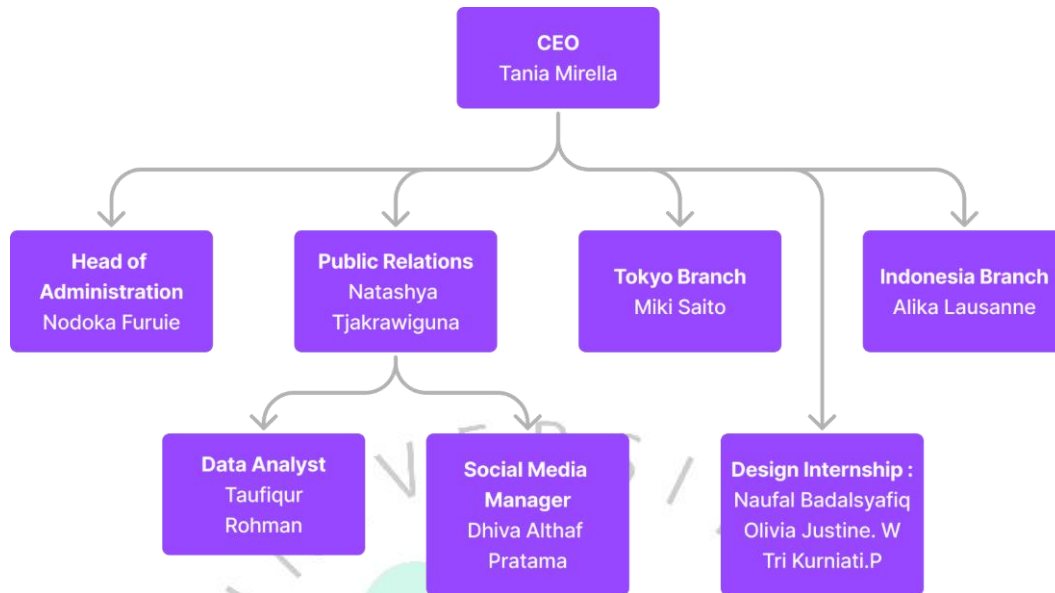 CEO
Tania Mirella
Head of
Administration
Nodoka Furuie
Public Relations
Natashya
Tjakrawiguna
Tokyo Branch
Miki Saito
Indonesia Branch
Alika Lausanne
Data Analyst
Taufiqur
Rohman
Social Media
Manager
Dhiva Althaf
Pratama
Design Internship :
Naufal Badalsyafiq
Olivia Justine. W
Tri Kurniati.P